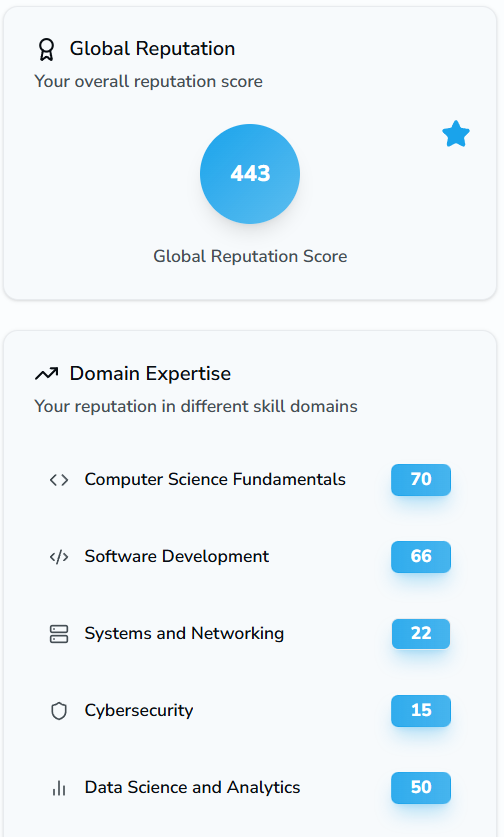 Global Reputation
Your overall reputation score
443
Global Reputation Score
Domain Expertise
Your reputation in different skill domains
Computer Science Fundamentals 70
Software Development 66
Systems and Networking 22
Cybersecurity 15
Data Science and Analytics 50